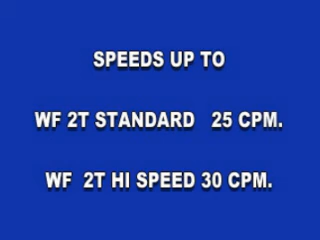 SPEEDS UP TO
WF 2T STANDARD   25 CPM.
WF  2T HI SPEED 30 CPM.